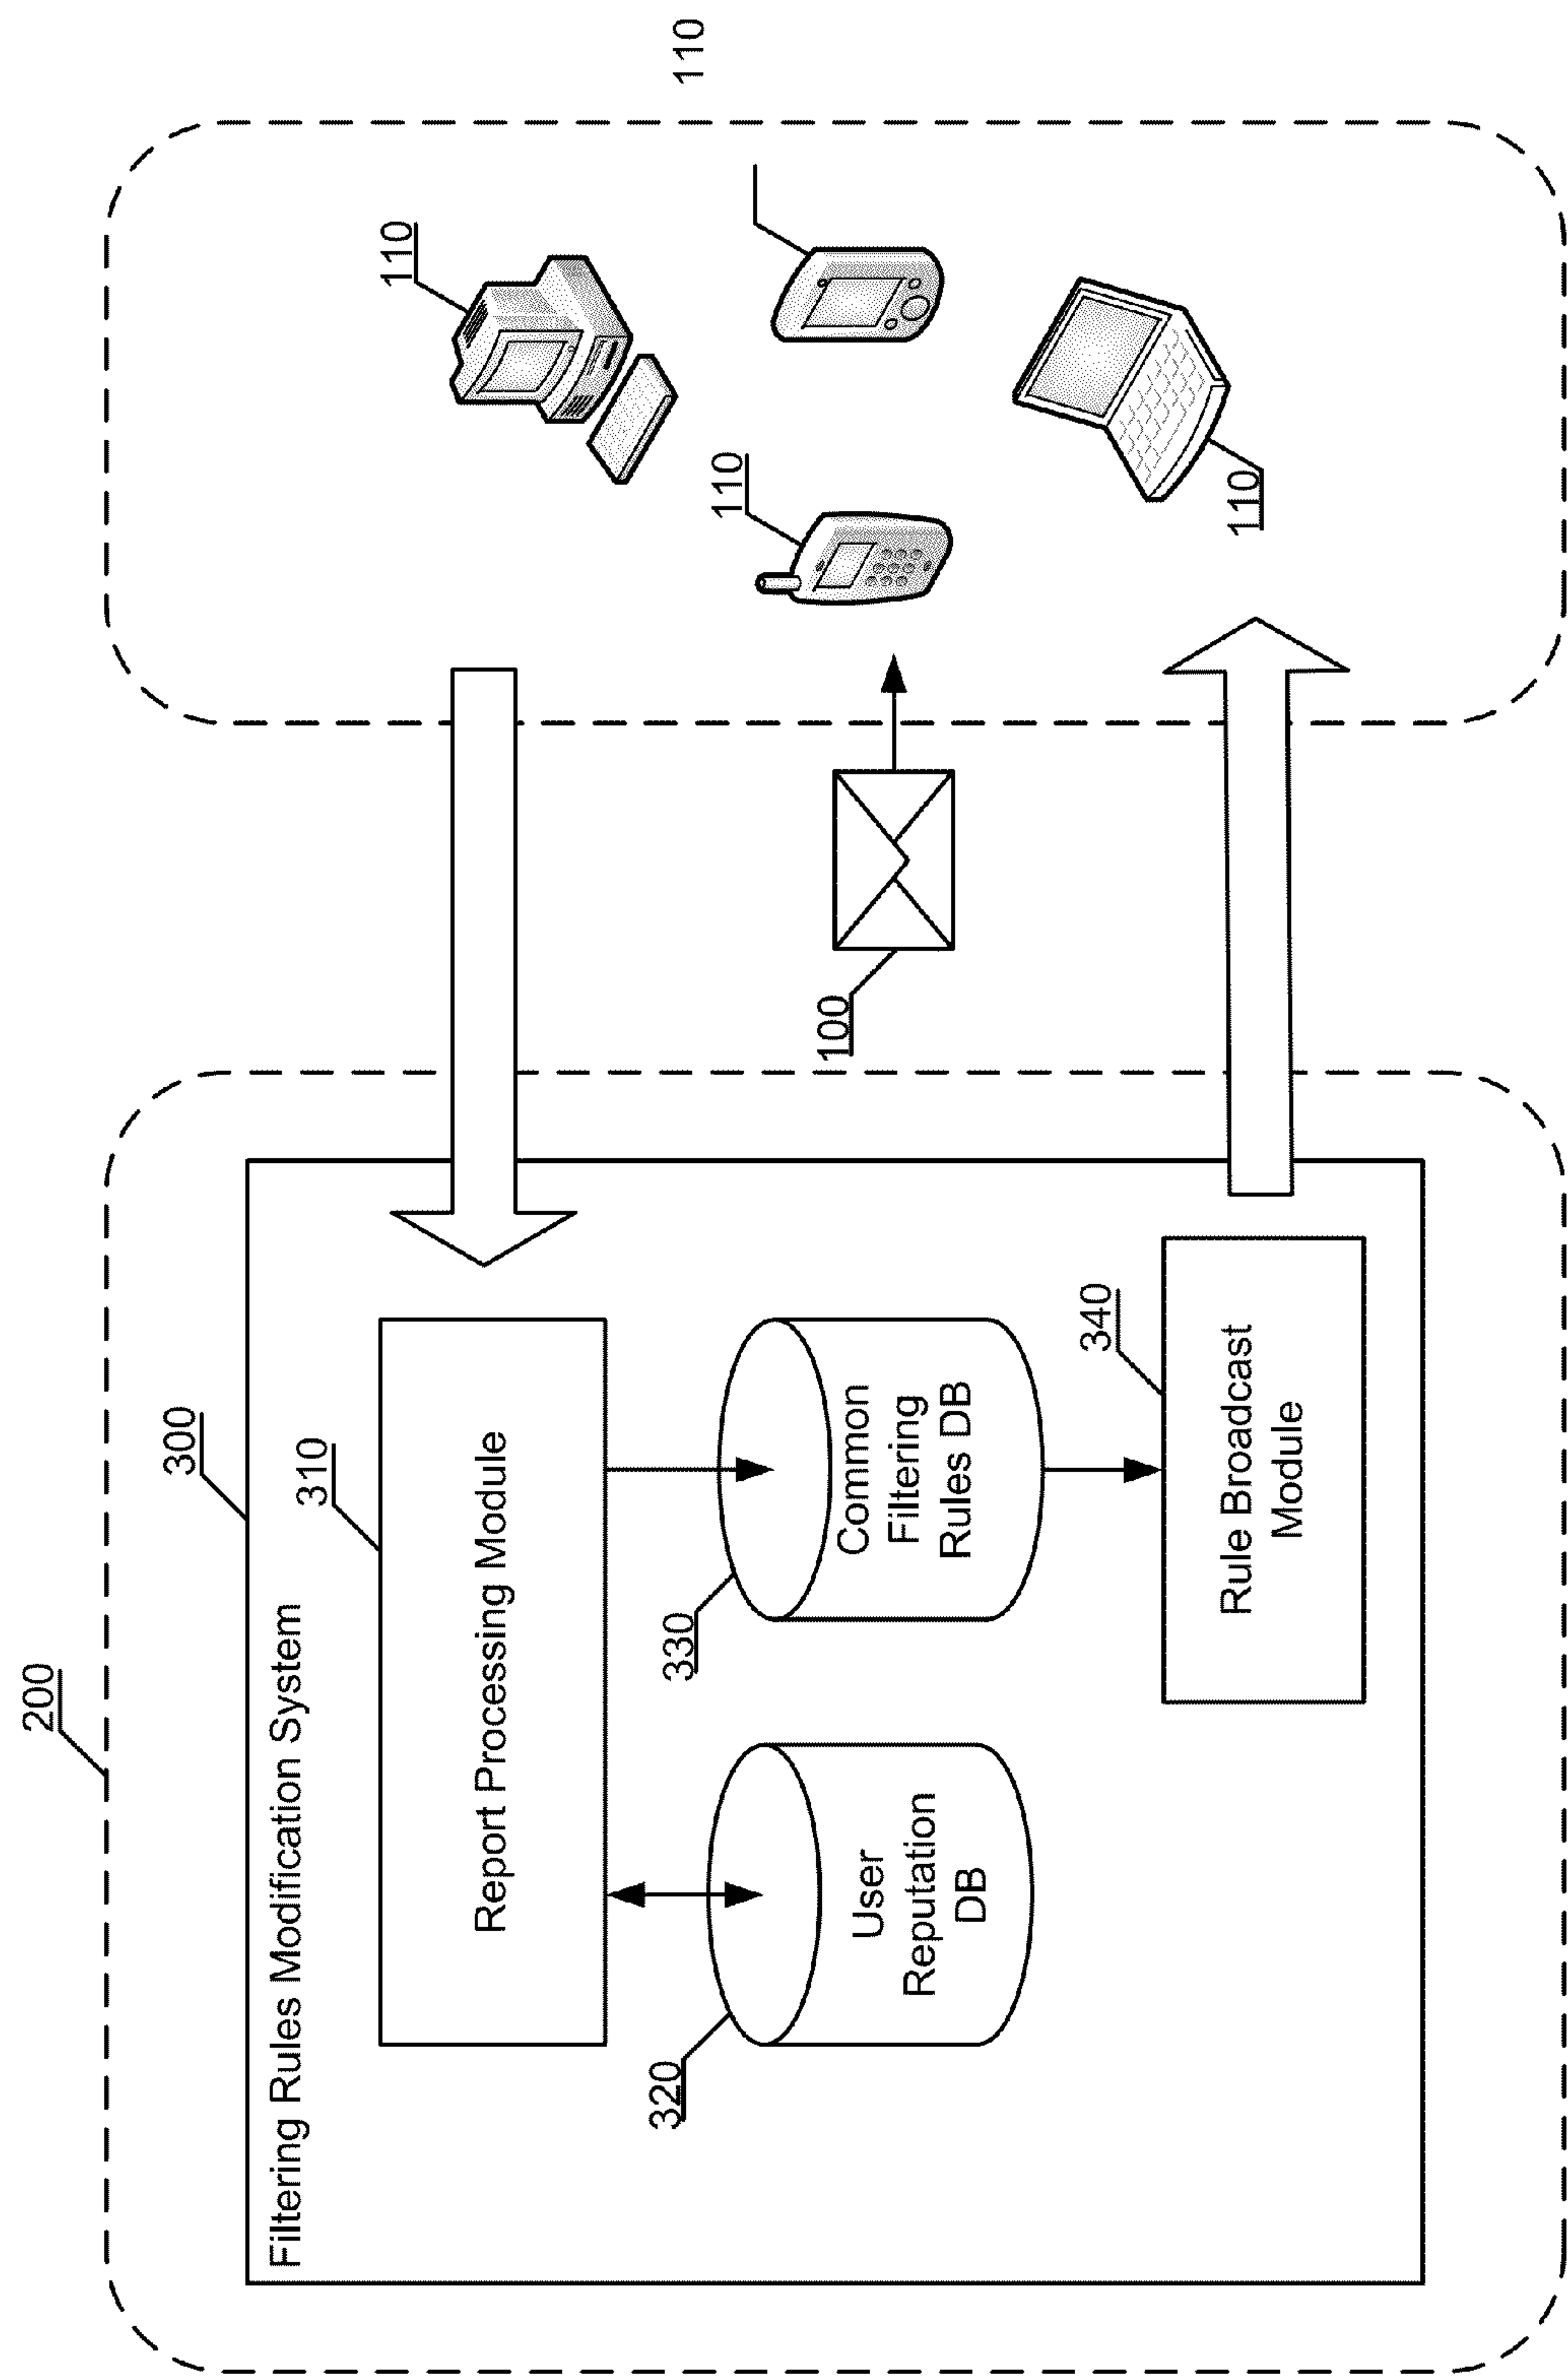 200
300
Filtering Rules Modification System
310
Report Processing Module
320
User
Reputation
DB
330
Common
Filtering
Rules DB
340
Rule Broadcast
Module
100
110
110
110
110